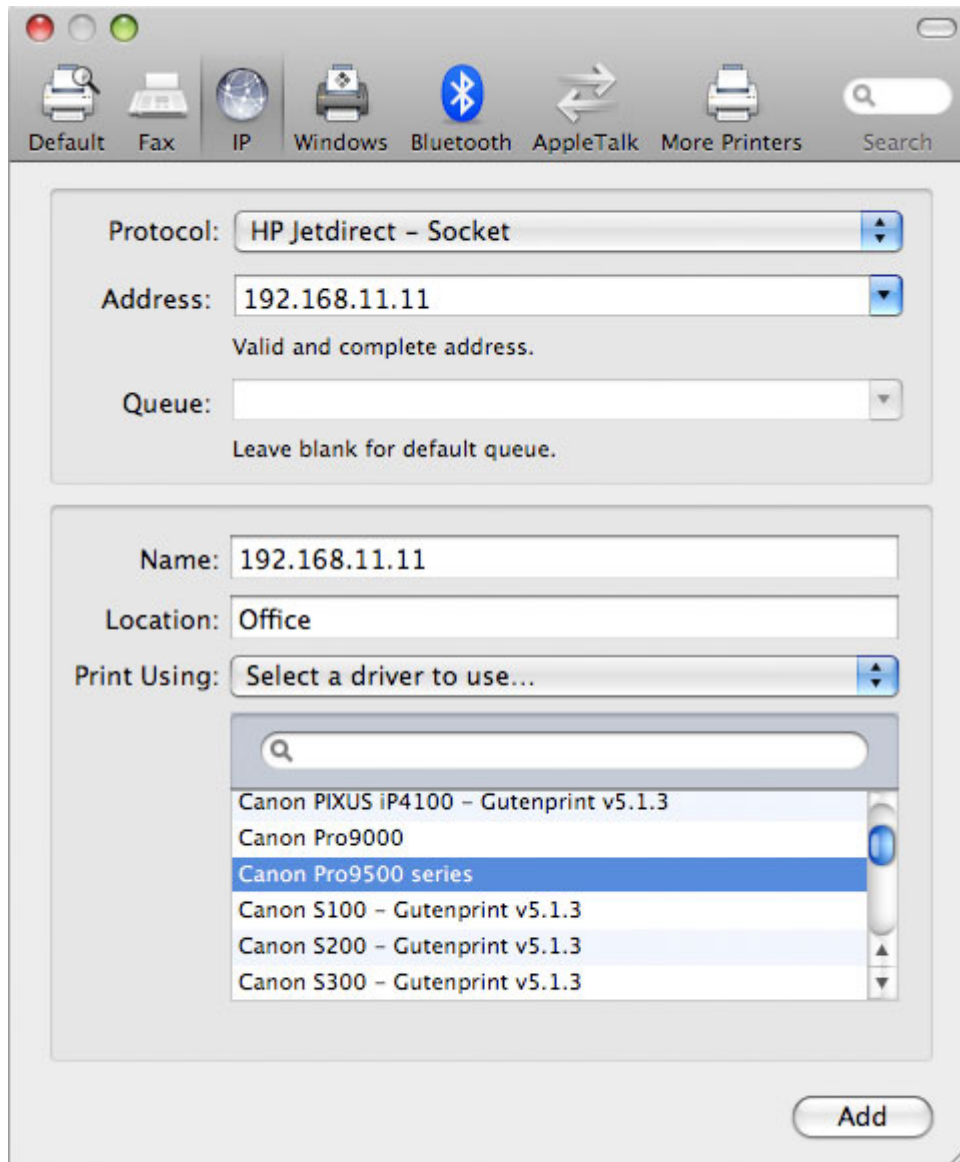 Default Fax IP Windows Bluetooth AppleTalk More Printers Search
Protocol: HP Jetdirect – Socket
Address: 192.168.11.11
Valid and complete address.
Queue:
Leave blank for default queue.
Name: 192.168.11.11
Location: Office
Print Using: Select a driver to use...
Canon PIXUS iP4100 – Gutenprint v5.1.3
Canon Pro9000
Canon Pro9500 series
Canon S100 – Gutenprint v5.1.3
Canon S200 – Gutenprint v5.1.3
Canon S300 – Gutenprint v5.1.3
Add